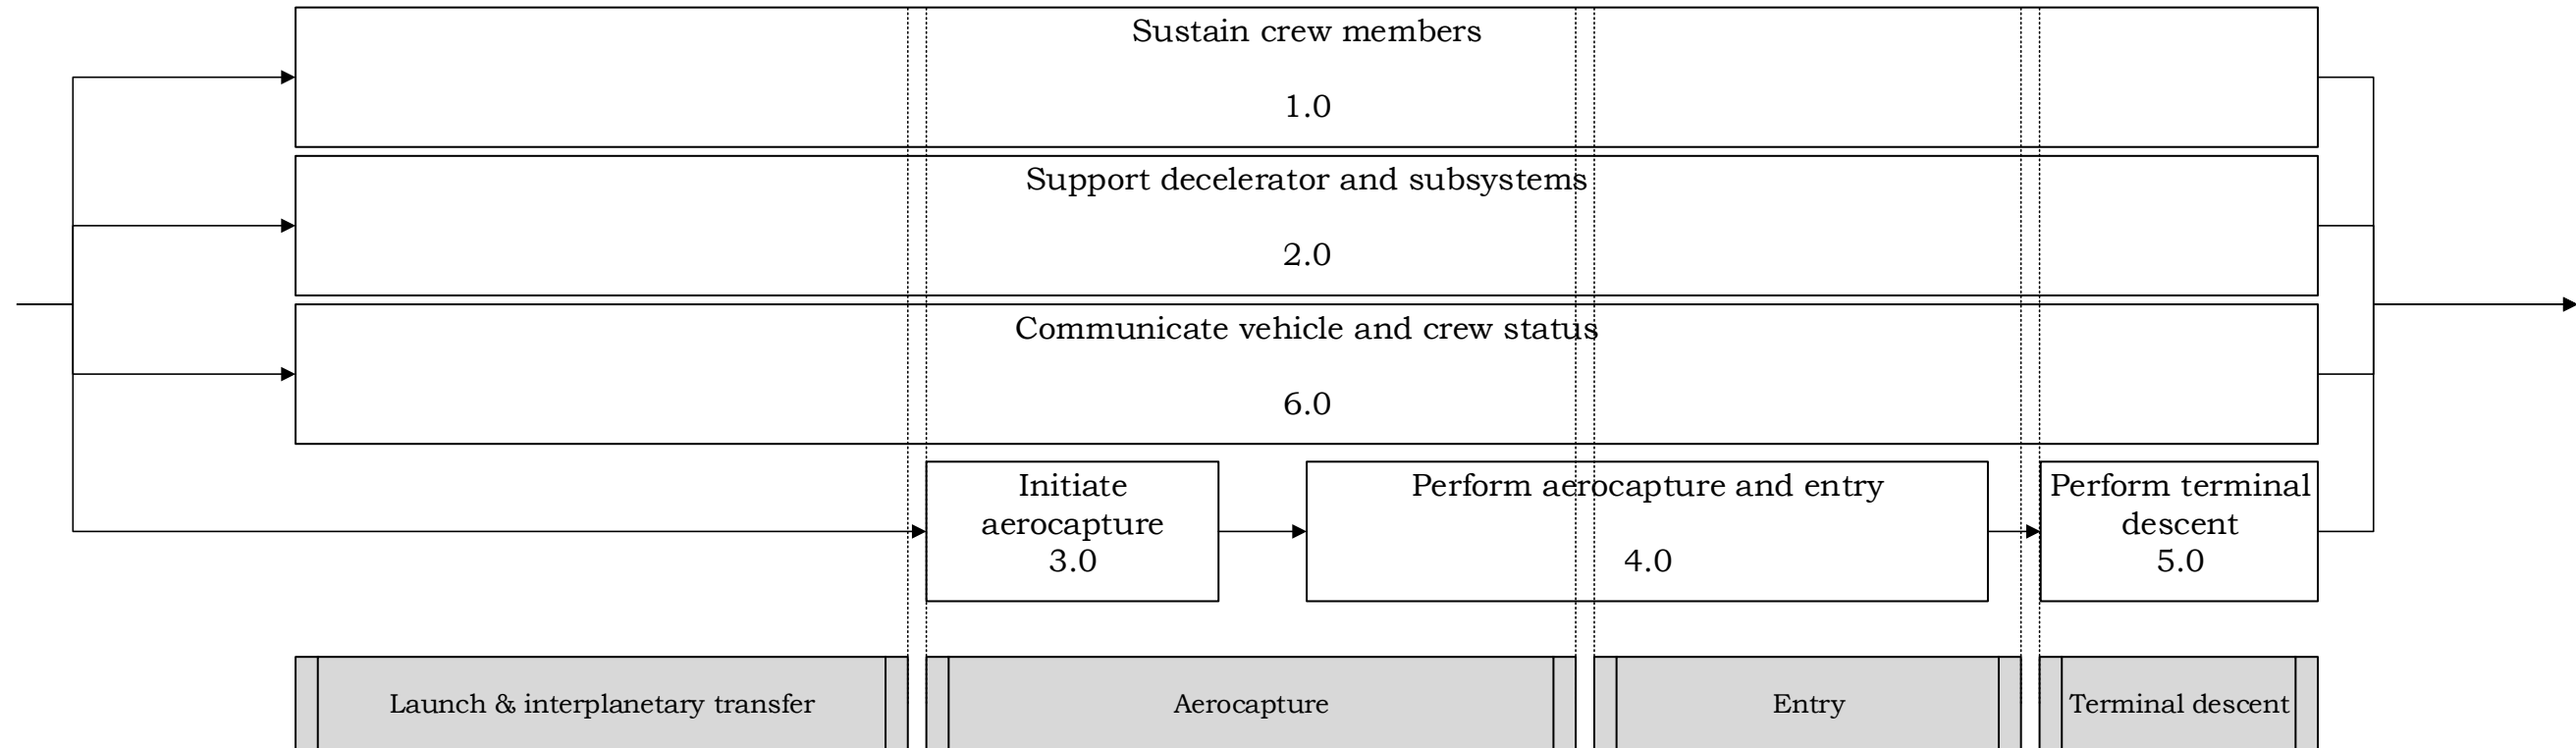 Sustain crew members
1.0
Support decelerator and subsystems
2.0
Communicate vehicle and crew status
6.0
Initiate
aerocapture
3.0
Perform aerocapture and entry
4.0
Perform terminal
descent
5.0
Launch & interplanetary transfer
Aerocapture
Entry
Terminal descent